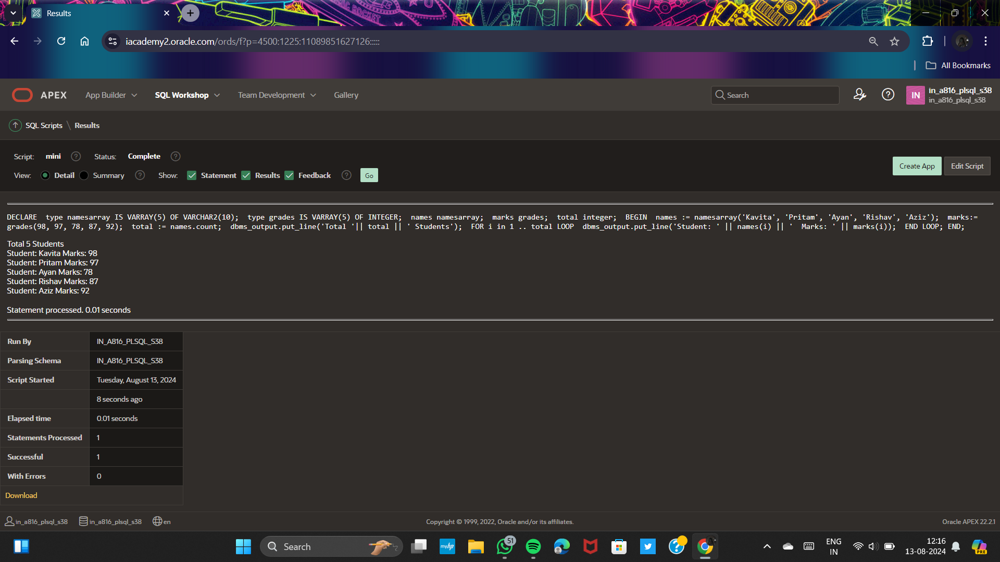 Results
iacademy2.oracle.com/ords/f?p=4500:1225:11089851627126:::::
All Bookmarks
APEX App Builder SQL Workshop Team Development Gallery Search IN in_a816_plsql_s38
in_a816_plsql_s38
SQL Scripts \ Results
Script: mini Status: Complete
Create App Edit Script
View: Detail Summary Show: Statement Results Feedback Go
DECLARE  type namesarray IS VARRAY(5) OF VARCHAR2(10);  type grades IS VARRAY(5) OF INTEGER;  names namesarray;  marks grades;  total integer;  BEGIN  names := namesarray('Kavita', 'Pritam', 'Ayan', 'Rishav', 'Aziz');  marks:=
grades(98, 97, 78, 87, 92);  total := names.count;  dbms_output.put_line('Total '|| total || ' Students');  FOR i in 1 .. total LOOP  dbms_output.put_line('Student: ' || names(i) || '  Marks: ' || marks(i));  END LOOP; END;
Total 5 Students
Student: Kavita Marks: 98
Student: Pritam Marks: 97
Student: Ayan Marks: 78
Student: Rishav Marks: 87
Student: Aziz Marks: 92
Statement processed. 0.01 seconds
Run By IN_A816_PLSQL_S38
Parsing Schema IN_A816_PLSQL_S38
Script Started Tuesday, August 13, 2024
8 seconds ago
Elapsed time 0.01 seconds
Statements Processed 1
Successful 1
With Errors 0
Download
in_a816_plsql_s38 in_a816_plsql_s38 en Copyright © 1999, 2022, Oracle and/or its affiliates. Oracle APEX 22.2.1
Search myhp 51 ENG 12:16
IN 13-08-2024 PRE